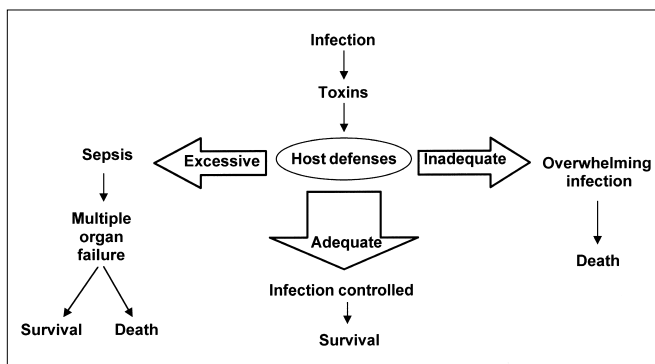 Infection
Toxins
Host defenses
Excessive
Inadequate
Adequate
Sepsis
Multiple
organ
failure
Survival
Death
Infection controlled
Survival
Overwhelming
infection
Death